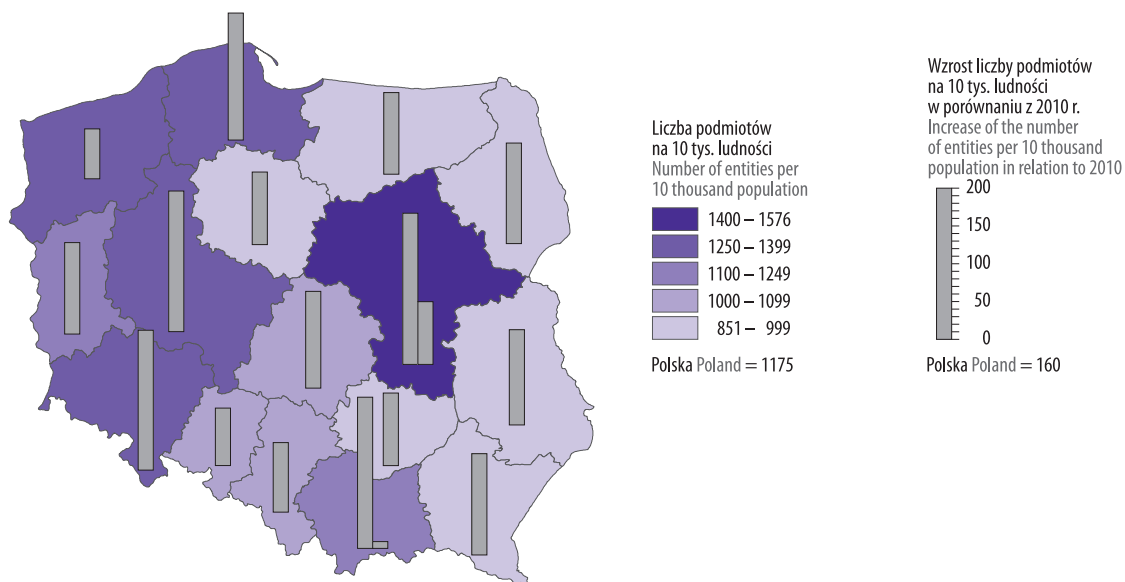 Liczba podmiotów
na 10 tys. ludności
Number of entities per
10 thousand population
1400 – 1576
1250 – 1399
1100 – 1249
1000 – 1099
851 – 999
Polska Poland = 1175
Wzrost liczby podmiotów
na 10 tys. ludności
w porównaniu z 2010 r.
Increase of the number
of entities per 10 thousand
population in relation to 2010
200
150
100
50
0
Polska Poland = 160